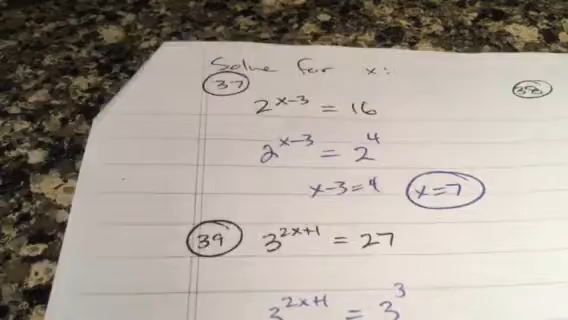 Solve for x:
37
38
2^{x-3} = 16
2^{x-3} = 2^4
x-3=4 x=7
39 3^{2x+1} = 27
3^{2x+1} = 3^3